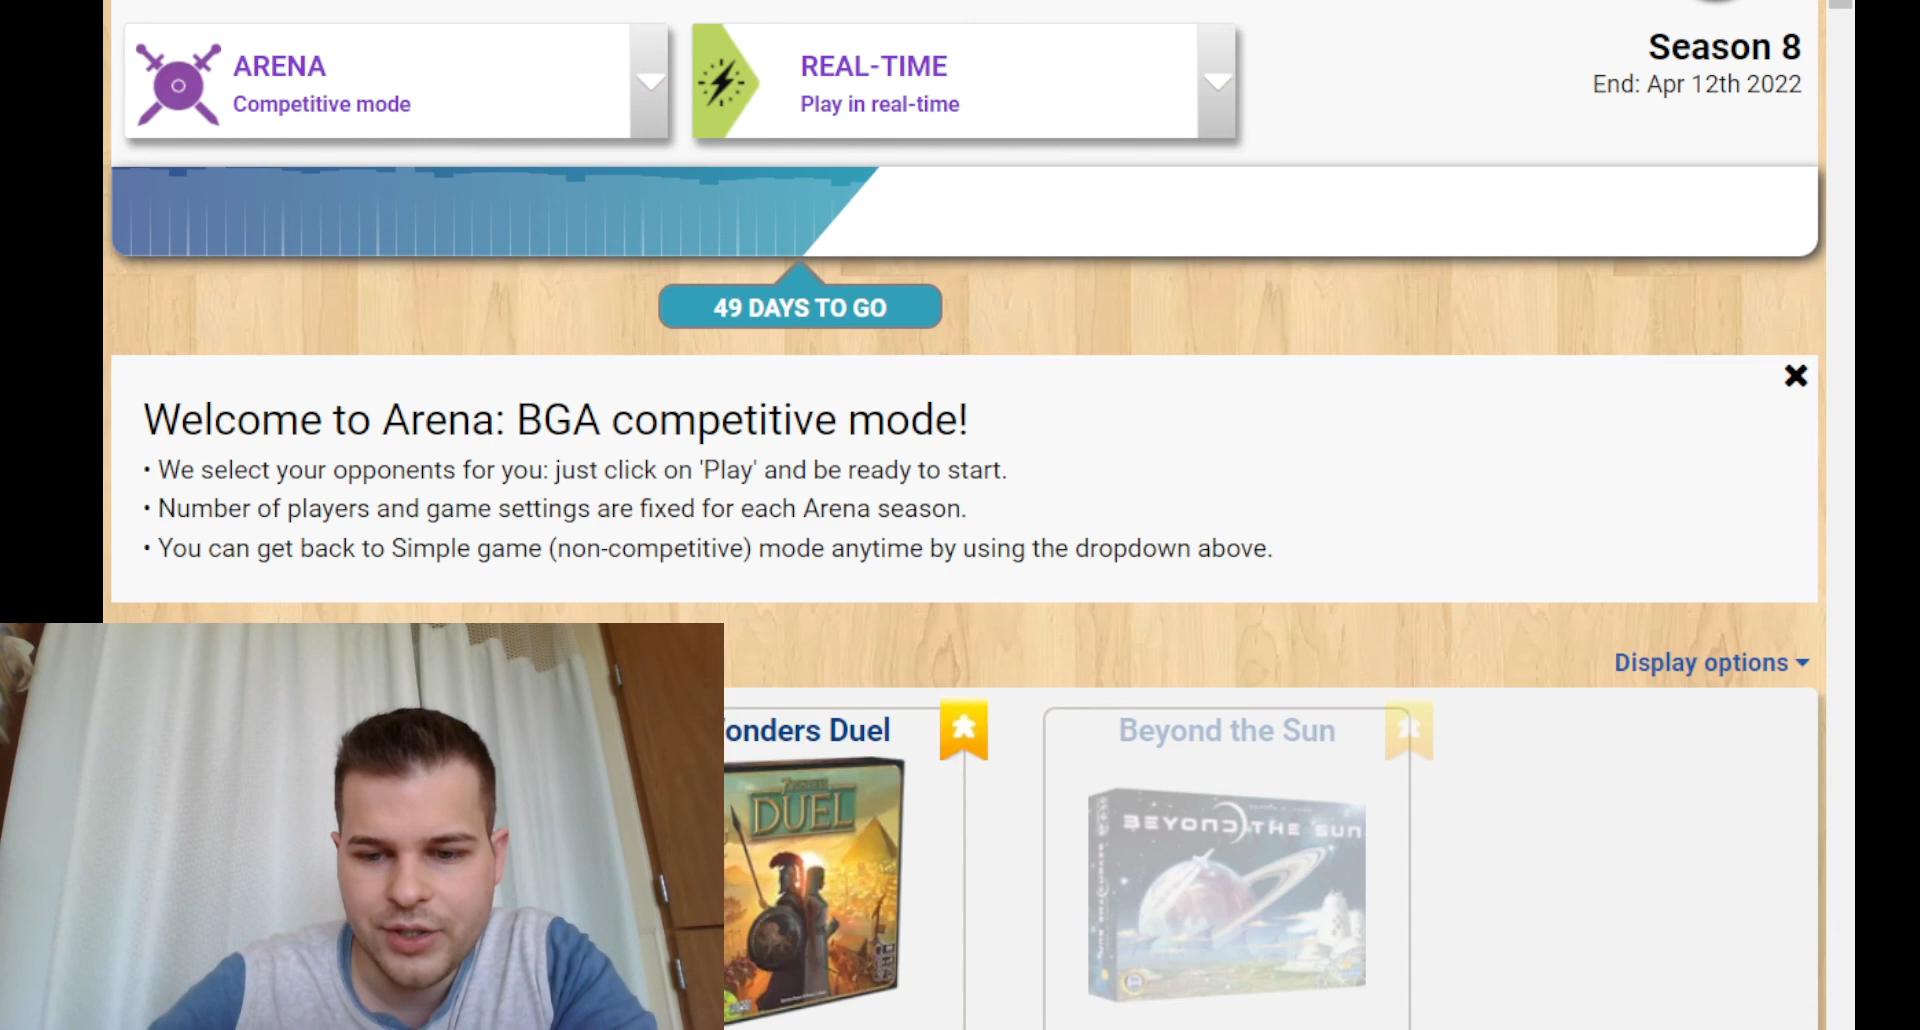 ARENA
Competitive mode
REAL-TIME
Play in real-time
Season 8
End: Apr 12th 2022
49 DAYS TO GO
Welcome to Arena: BGA competitive mode!
• We select your opponents for you: just click on 'Play' and be ready to start.
• Number of players and game settings are fixed for each Arena season.
• You can get back to Simple game (non-competitive) mode anytime by using the dropdown above.
Display options
onders Duel
Beyond the Sun
DUEL
BEYOND THE SUN